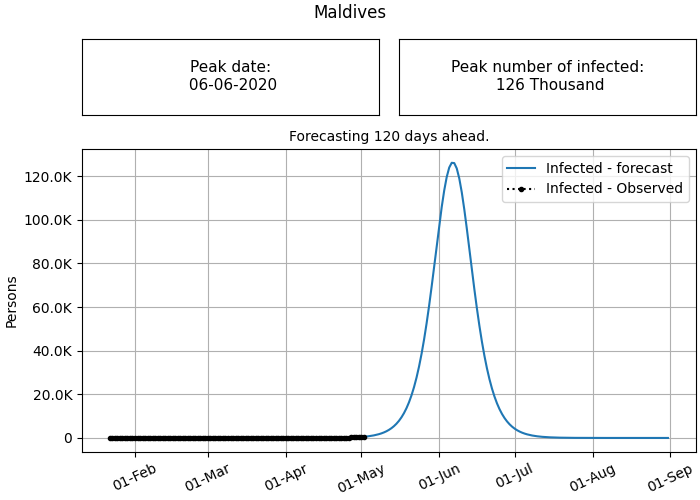 Maldives
Peak date:
06-06-2020
Peak number of infected:
126 Thousand
Forecasting 120 days ahead.
Infected - forecast
Infected - Observed
120.0K
100.0K
80.0K
60.0K
40.0K
20.0K
0
Persons
01-Feb
01-Mar
01-Apr
01-May
01-Jun
01-Jul
01-Aug
01-Sep